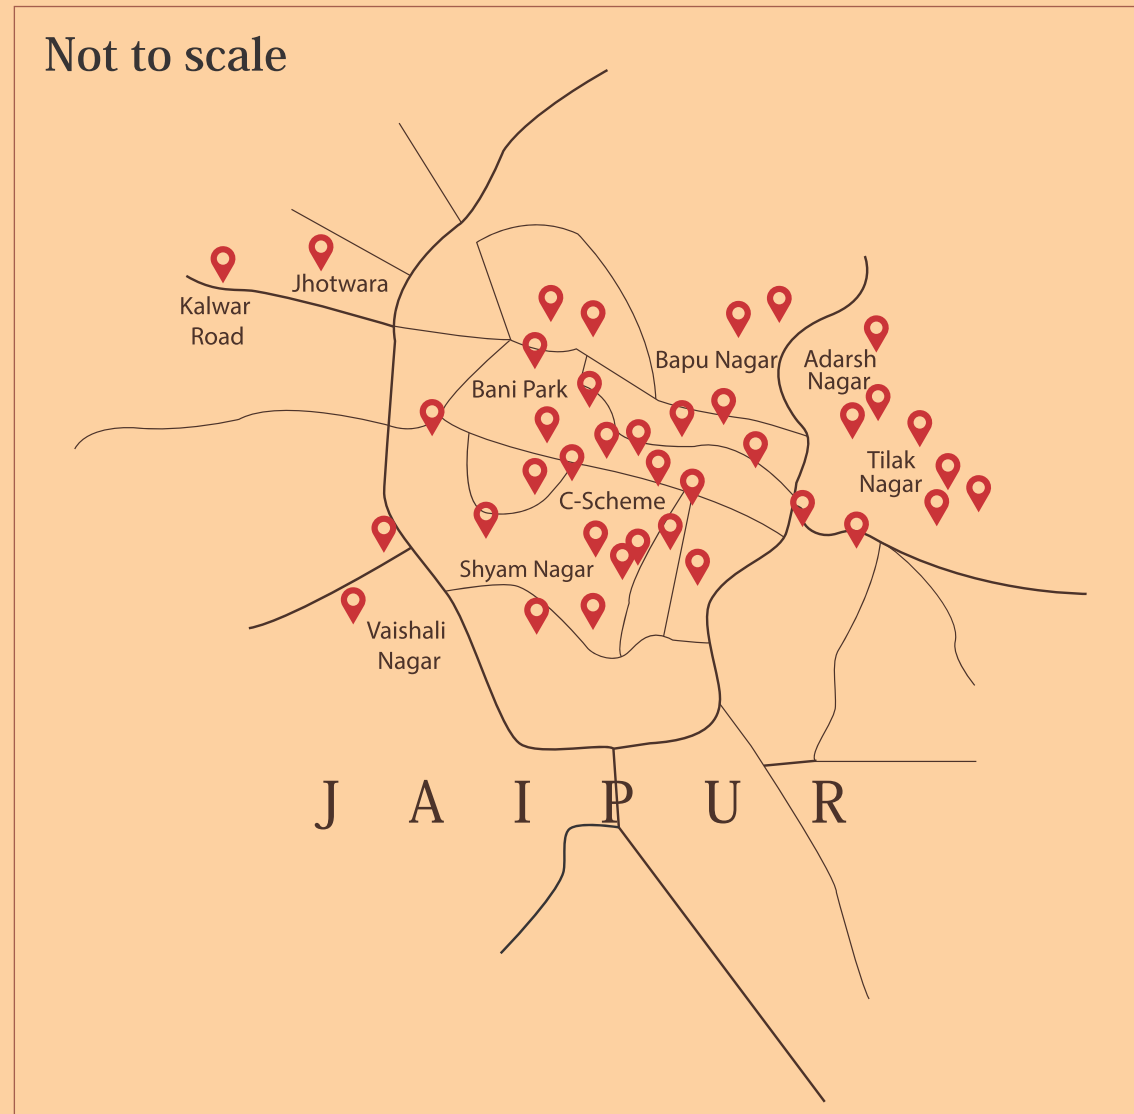 Not to scale
Jhotwara
Kalwar
Road
Bapu Nagar
Adarsh
Nagar
Bani Park
Tilak
Nagar
C-Scheme
Shyam Nagar
Vaishali
Nagar
J A I P U R